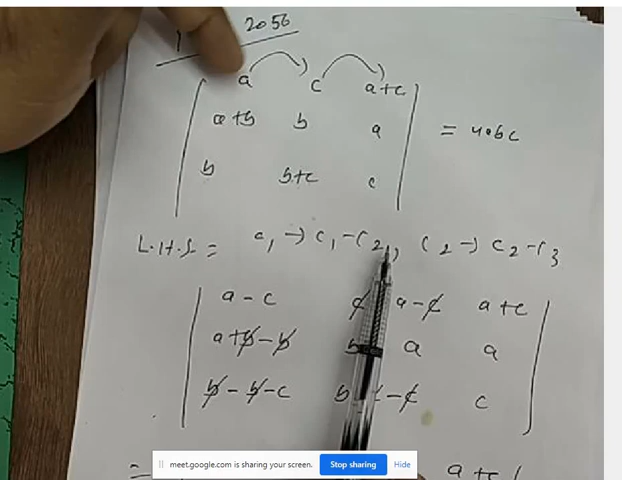 2056
a c a+c
a+b b a
b b+c c
= 4abc
L.H.S = C₁ → C₁-C₂, C₂ → C₂-C₃
a-c c-a-c a+c
a+b-b b a a
b-b-c b -c c
= a+c
meet.google.com is sharing your screen. Stop sharing Hide